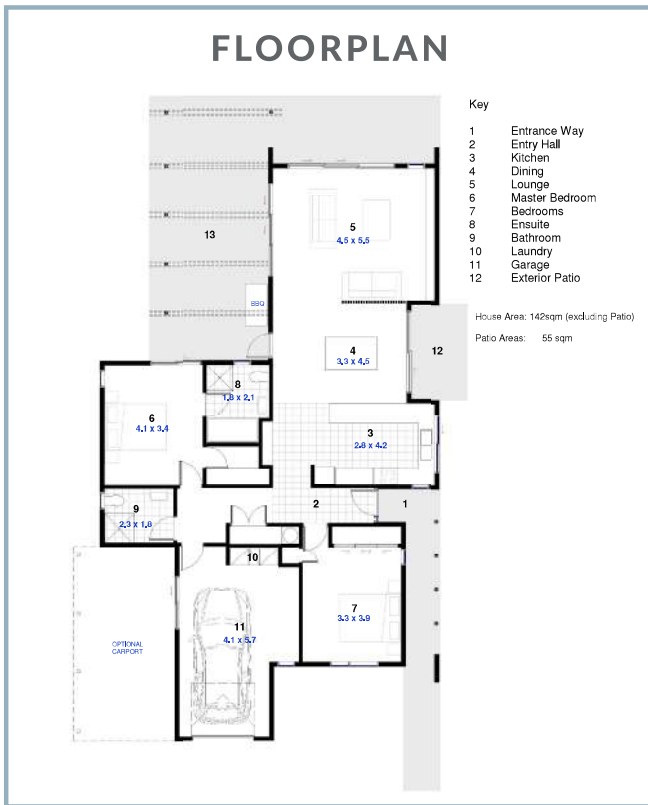 FLOORPLAN
Key
1 Entrance Way
2 Entry Hall
3 Kitchen
4 Dining
5 Lounge
6 Master Bedroom
7 Bedrooms
8 Ensuite
9 Bathroom
10 Laundry
11 Garage
12 Exterior Patio
House Area: 142sqm (excluding Patio)
Patio Areas: 55 sqm
13
5
4.5 x 5.5
BBQ
4
3.3 x 4.5
12
8
1.8 x 2.1
6
4.1 x 3.4
3
2.8 x 4.2
2
1
9
2.3 x 1.8
10
7
3.3 x 3.9
11
4.1 x 5.7
OPTIONAL
CARPORT